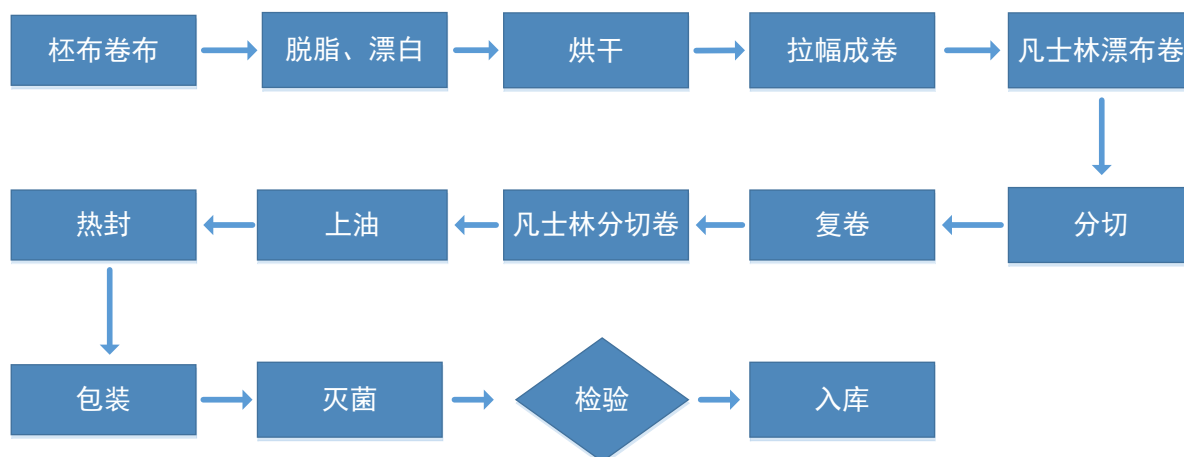 柸布卷布
脱脂、漂白
烘干
拉幅成卷
凡士林漂布卷
分切
复卷
凡士林分切卷
上油
热封
包装
灭菌
检验
入库